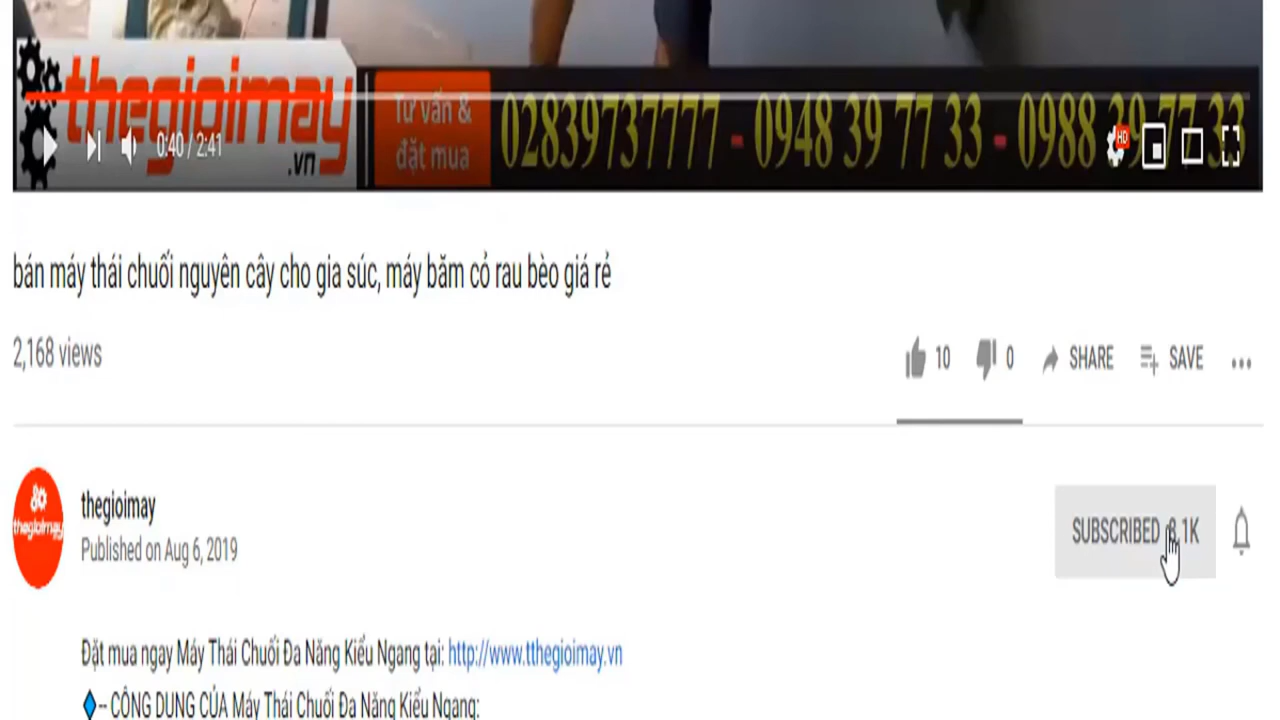 thegioimay
.vn
Tư vấn &
đặt mua
02839737777 - 0948 39 77 33 - 0988 39 77 33
HD
0:40 / 2:41
bán máy thái chuối nguyên cây cho gia súc, máy băm cỏ rau bèo giá rẻ
2,168 views
10
0
SHARE
SAVE
thegioimay
thegioimay
Published on Aug 6, 2019
SUBSCRIBED
Đặt mua ngay Máy Thái Chuối Đa Năng Kiểu Ngang tại: http://www.tthegioimay.vn
-- CÔNG DỤNG CỦA Máy Thái Chuối Đa Năng Kiểu Ngang: